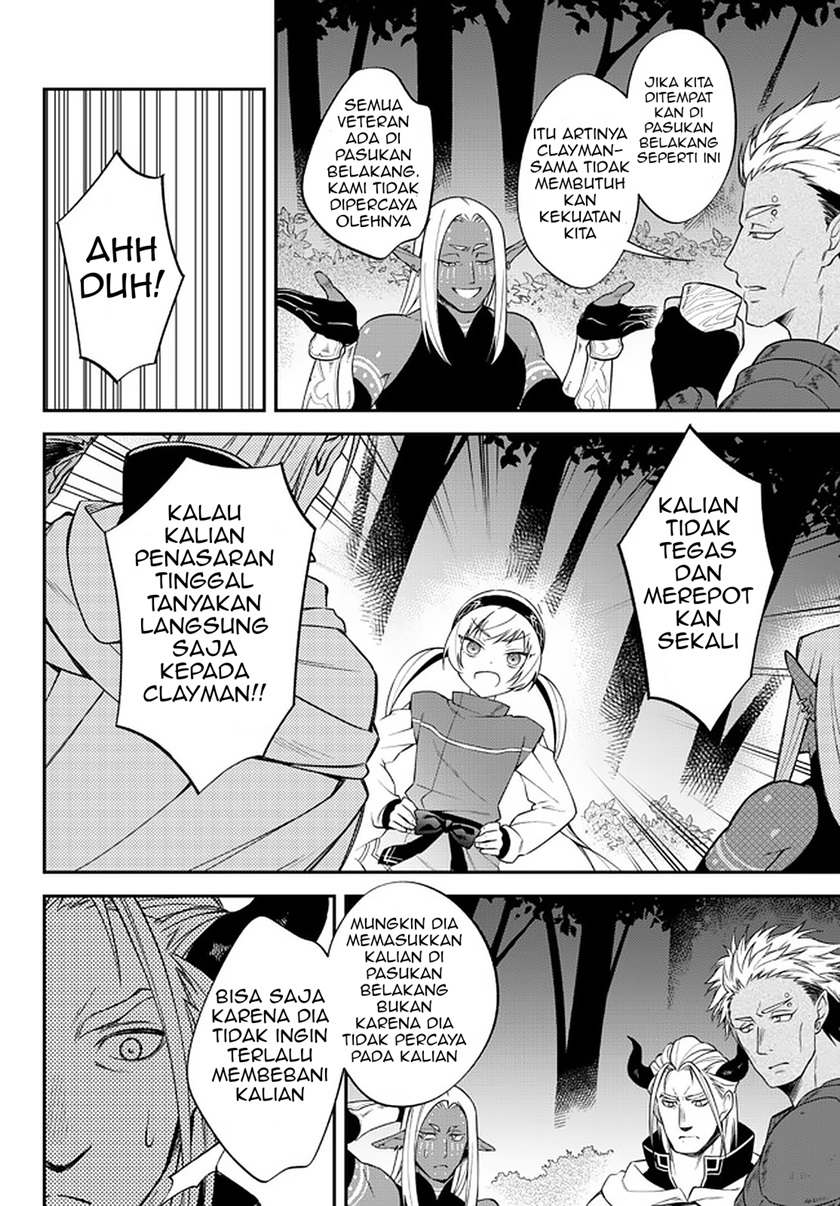 JIKA KITA
DITEMPAT
KAN DI
PASUKAN
BELAKANG
SEPERTI INI
ITU ARTINYA
CLAYMAN-
SAMA TIDAK
MEMBUTUH
KAN
KEKUATAN
KITA
SEMUA
VETERAN
ADA DI
PASUKAN
BELAKANG.
KAMI TIDAK
DIPERCAYA
OLEHNYA
AHH
DUH!
KALIAN
TIDAK
TEGAS
DAN
MEREPOT
KAN
SEKALI
KALAU
KALIAN
PENASARAN
TINGGAL
TANYAKAN
LANGSUNG
SAJA
KEPADA
CLAYMAN!!
MUNGKIN DIA
MEMASUKKAN
KALIAN DI
PASUKAN
BELAKANG
BUKAN
KARENA DIA
TIDAK PERCAYA
PADA KALIAN
BISA SAJA
KARENA DIA
TIDAK INGIN
TERLALU
MEMBEBANI
KALIAN